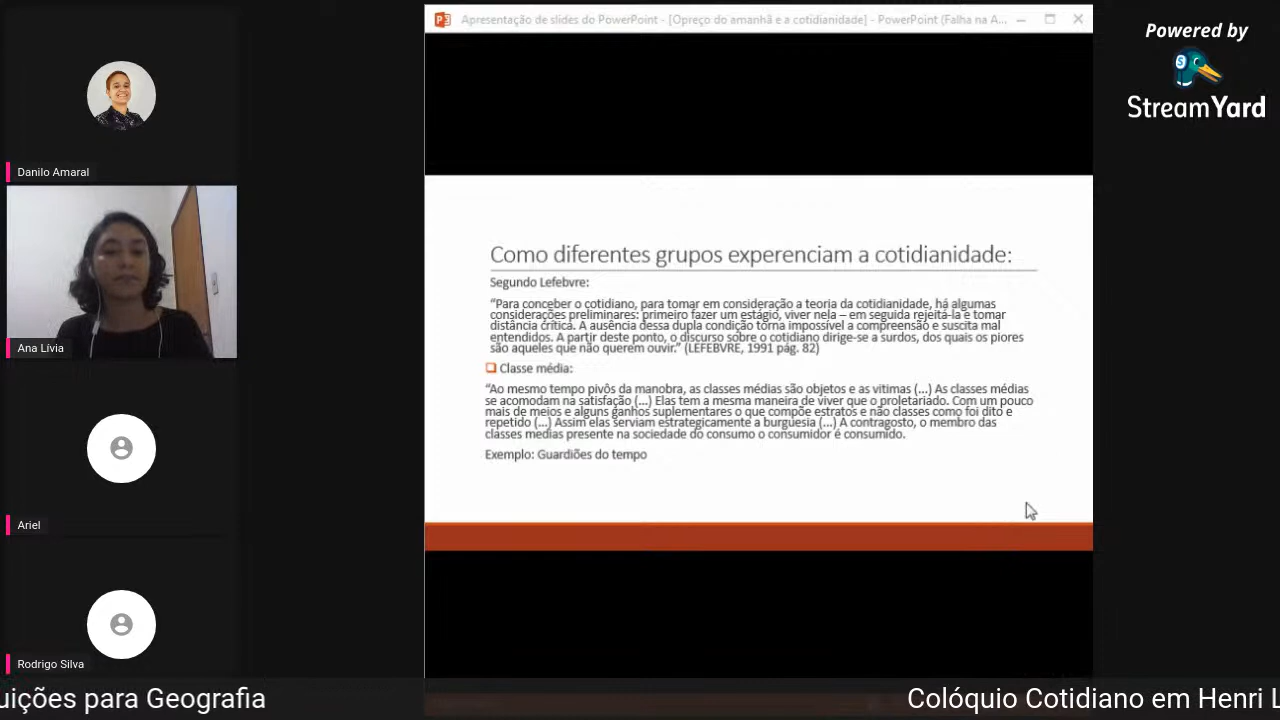 Apresentação de slides do PowerPoint - [Opreço do amanhã e a cotidianidade] - PowerPoint (Falha na A...
Powered by
StreamYard
Danilo Amaral
Ana Lívia
Ariel
Rodrigo Silva
Como diferentes grupos experenciam a cotidianidade:
Segundo Lefebvre:
“Para conceber o cotidiano, para tomar em consideração a teoria da cotidianidade, há algumas
considerações preliminares: primeiro fazer um estágio, viver nela – em seguida rejeitá-la e tomar
distância crítica. A ausência dessa dupla condição torna impossível a compreensão e suscita mal
entendidos. A partir deste ponto, o discurso sobre o cotidiano dirige-se a surdos, dos quais os piores
são aqueles que não querem ouvir.” (LEFEBVRE, 1991 pág. 82)
Classe média:
“Ao mesmo tempo pivôs da manobra, as classes médias são objetos e as vitimas (...) As classes médias
se acomodam na satisfação (...) Elas tem a mesma maneira de viver que o proletariado. Com um pouco
mais de meios e alguns ganhos suplementares o que compõe estratos e não classes como foi dito e
repetido (...) Assim elas serviam estrategicamente a burguesia (...) A contragosto, o membro das
classes medias presente na sociedade do consumo o consumidor é consumido.
Exemplo: Guardiões do tempo
uições para Geografia
Colóquio Cotidiano em Henri L